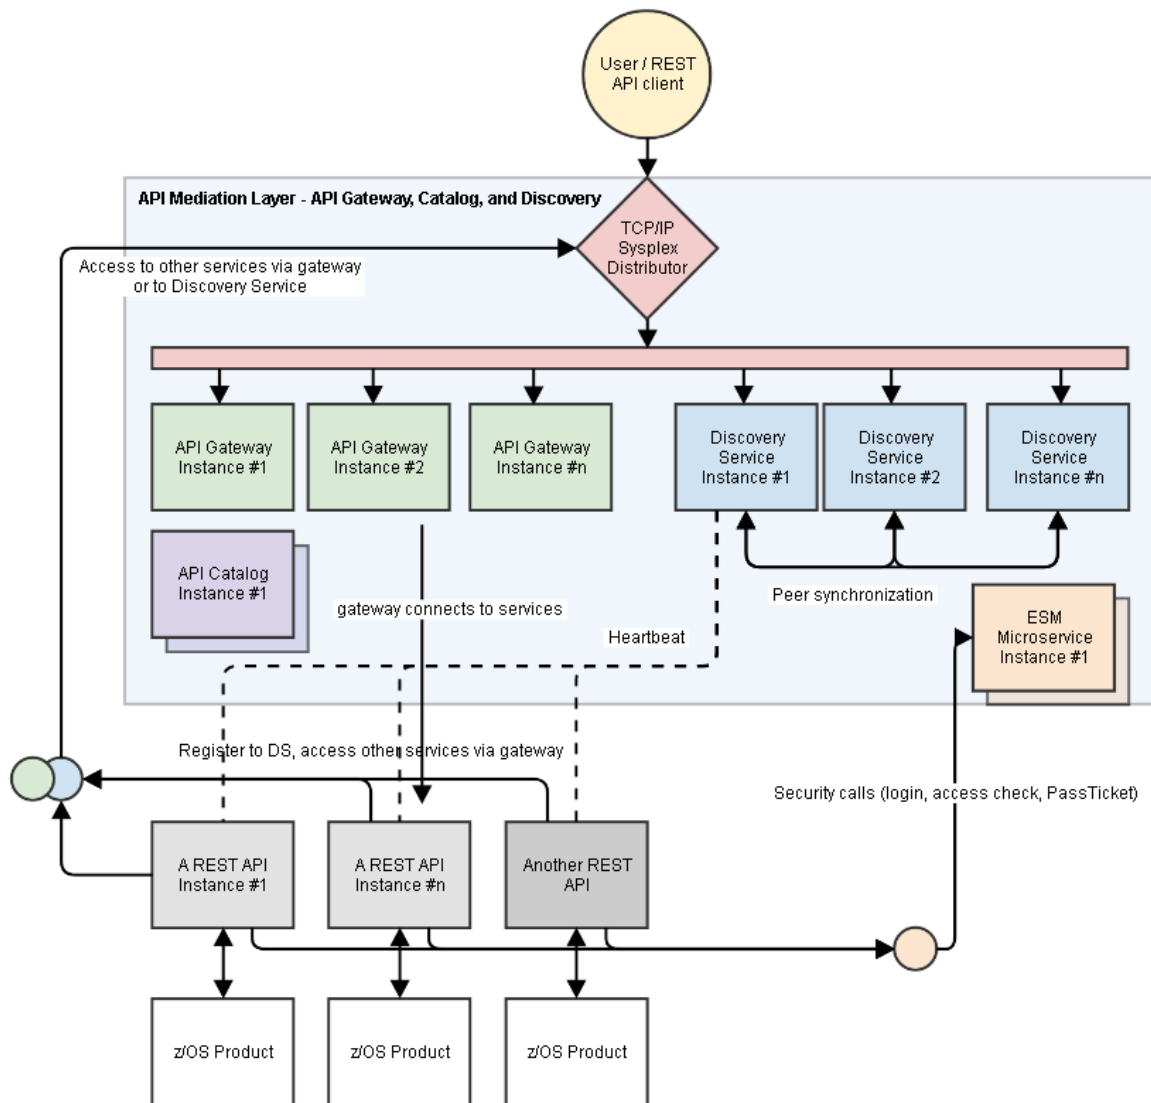 User / REST
API client
API Mediation Layer - API Gateway, Catalog, and Discovery
TCP/IP
Sysplex
Distributor
Access to other services via gateway
or to Discovery Service
API Gateway
Instance #1
API Gateway
Instance #2
API Gateway
Instance #n
Discovery
Service
Instance #1
Discovery
Service
Instance #2
Discovery
Service
Instance #n
API Catalog
Instance #1
gateway connects to services
Peer synchronization
Heartbeat
ESM
Microservice
Instance #1
Register to DS, access other services via gateway
Security calls (login, access check, PassTicket)
A REST API
Instance #1
A REST API
Instance #n
Another REST
API
z/OS Product
z/OS Product
z/OS Product